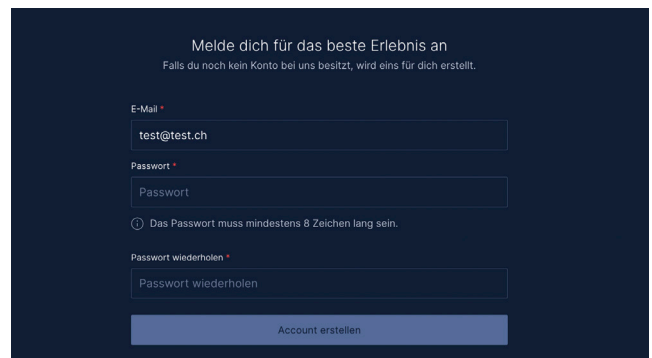 Melde dich für das beste Erlebnis an
Falls du noch kein Konto bei uns besitzt, wird eins für dich erstellt.
E-Mail *
test@test.ch
Passwort *
Passwort
Das Passwort muss mindestens 8 Zeichen lang sein.
Passwort wiederholen *
Passwort wiederholen
Account erstellen